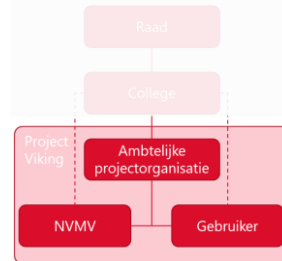 Raad
College
Project
Viking
Ambtelijke
projectorganisatie
NVMV
Gebruiker